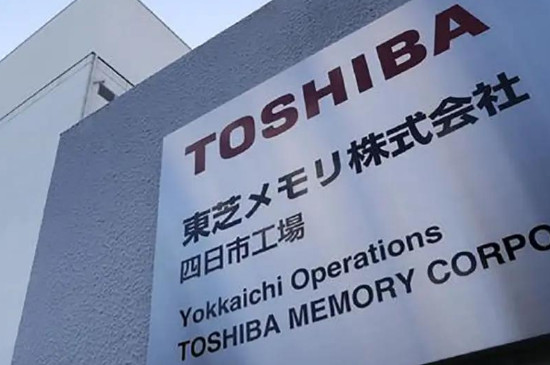 TOSHIBA
東芝メモリ株式会社
四日市工場
Yokkaichi Operations
TOSHIBA MEMORY CORPO